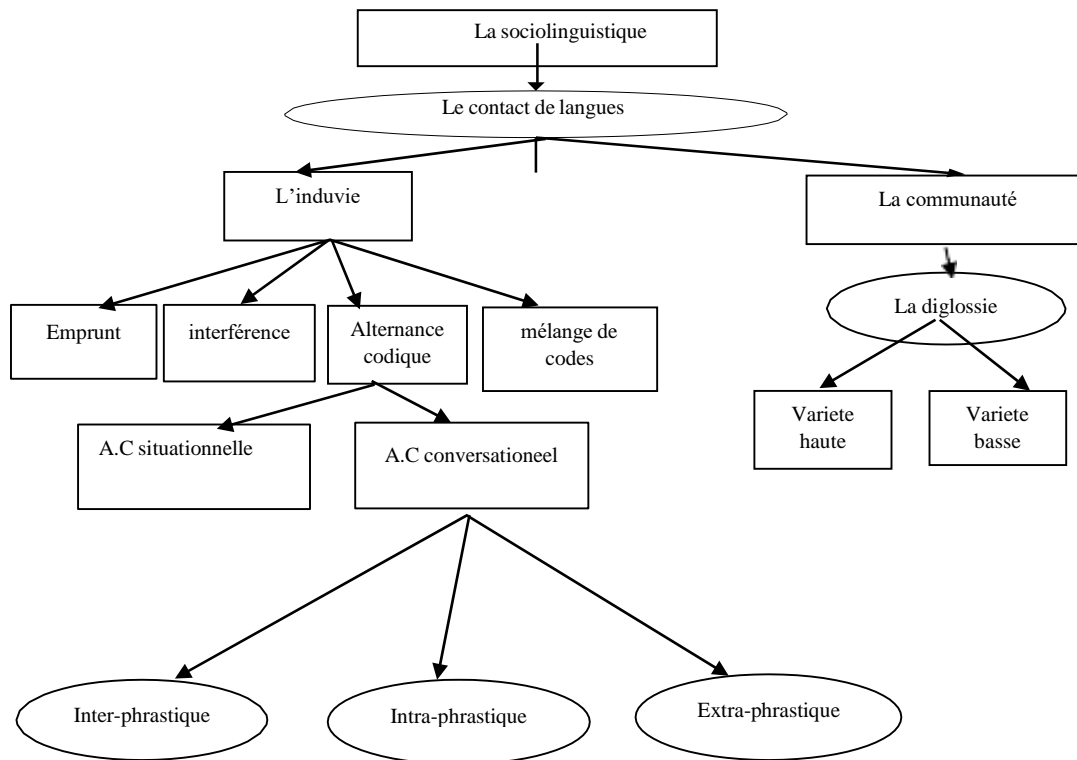 La sociolinguistique
Le contact de langues
L'induvie
La communauté
Emprunt
interférence
Alternance
codique
mélange de
codes
La diglossie
A.C situationnelle
A.C conversationeel
Variete
haute
Variete
basse
Inter-phrastique
Intra-phrastique
Extra-phrastique